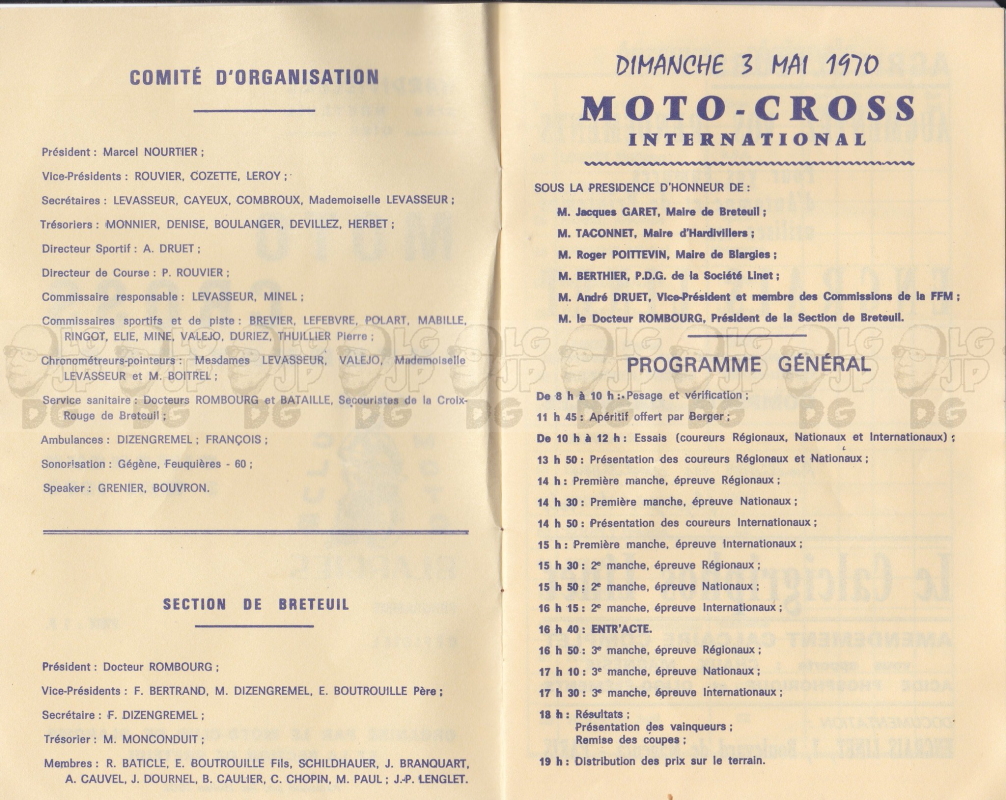 COMITÉ D'ORGANISATION
Président : Marcel NOURTIER ;
Vice-Présidents : ROUVIER, COZETTE, LEROY ;
Secrétaires : LEVASSEUR, CAYEUX, COMBROUX, Mademoiselle LEVASSEUR ;
Trésoriers : MONNIER, DENISE, BOULANGER, DEVILLEZ, HERBET ;
Directeur Sportif : A. DRUET ;
Directeur de Course : P. ROUVIER ;
Commissaire responsable : LEVASSEUR, MINEL ;
Commissaires sportifs et de piste : BREVIER, LEFEBVRE, POLART, MABILLE,
RINGOT, ELIE, MINE, VALEJO, DURIEZ, THUILLIER Pierre ;
Chronométreurs-pointeurs : Mesdames LEVASSEUR, VALEJO, Mademoiselle
LEVASSEUR et M. BOITREL ;
Service sanitaire : Docteurs ROMBOURG et BATAILLE, Secouristes de la Croix-
Rouge de Breteuil ;
Ambulances : DIZENGREMEL ; FRANÇOIS ;
Sonorisation : Gégène, Feuquières - 60 ;
Speaker : GRENIER, BOUVRON.
SECTION DE BRETEUIL
Président : Docteur ROMBOURG ;
Vice-Présidents : F. BERTRAND, M. DIZENGREMEL, E. BOUTROUILLE Père ;
Secrétaire : F. DIZENGREMEL ;
Trésorier : M. MONCONDUIT ;
Membres : R. BATICLE, E. BOUTROUILLE Fils, SCHILDHAUER, J. BRANQUART,
A. CAUVEL, J. DOURNEL, B. CAULIER, C. CHOPIN, M. PAUL ; J.-P. LENGLET.
DIMANCHE 3 MAI 1970
MOTO-CROSS
INTERNATIONAL
SOUS LA PRESIDENCE D'HONNEUR DE :
M. Jacques GARET, Maire de Breteuil ;
M. TACONNET, Maire d'Hardivillers ;
M. Roger POITTEVIN, Maire de Blargies ;
M. BERTHIER, P.D.G. de la Société Linet ;
M. André DRUET, Vice-Président et membre des Commissions de la FFM ;
M. le Docteur ROMBOURG, Président de la Section de Breteuil.
PROGRAMME GÉNÉRAL
De 8 h à 10 h : Pesage et vérification ;
11 h 45 : Apéritif offert par Berger ;
De 10 h à 12 h : Essais (coureurs Régionaux, Nationaux et Internationaux) ;
13 h 50 : Présentation des coureurs Régionaux et Nationaux ;
14 h : Première manche, épreuve Régionaux ;
14 h 30 : Première manche, épreuve Nationaux ;
14 h 50 : Présentation des coureurs Internationaux ;
15 h : Première manche, épreuve Internationaux ;
15 h 30 : 2e manche, épreuve Régionaux ;
15 h 50 : 2e manche, épreuve Nationaux ;
16 h 15 : 2e manche, épreuve Internationaux ;
16 h 40 : ENTR'ACTE.
16 h 50 : 3e manche, épreuve Régionaux ;
17 h 10 : 3e manche, épreuve Nationaux ;
17 h 30 : 3e manche, épreuve Internationaux ;
18 h : Résultats ;
Présentation des vainqueurs ;
Remise des coupes ;
19 h : Distribution des prix sur le terrain.